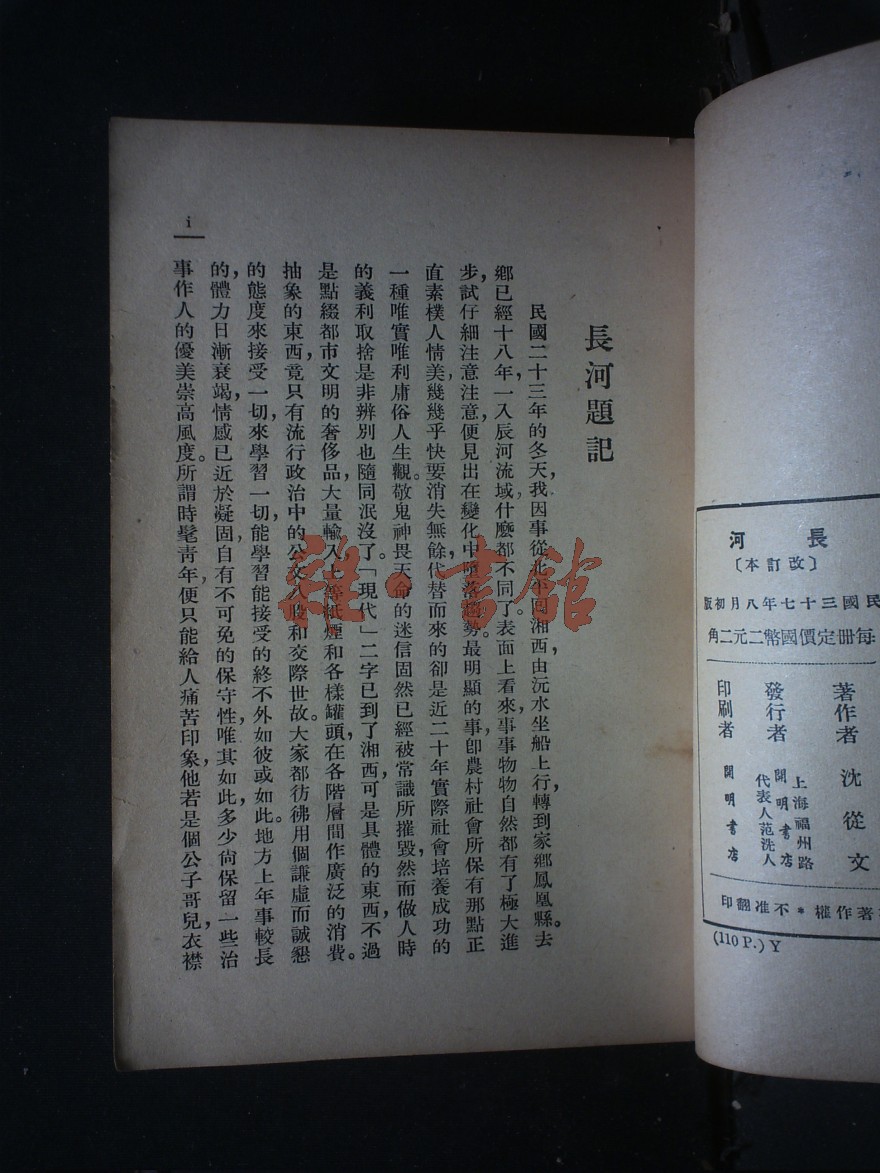 長河
〔改訂本〕
民國三十七年八月初版
每冊定價國幣二元二角
著作者 沈從文
發行者 開明書店
上海福州路
代表人范洗人
印刷者 開明書店
著作權＊不准翻印
(110 P.) Y
長河題記
民國二十三年的冬天，我因事從北平回湘西，由沅水坐船上行，轉到家鄉鳳凰縣。去
鄉已經十八年，一入辰河流域，什麼都不同了。表面上看來，事事物物自然都有了極大進
步，試仔細注意注意，便見出在變化中墮落趨勢。最明顯的事，即農村社會所保有那點正
直素樸人情美，幾幾乎快要消失無餘，代替而來的卻是近二十年實際社會培養成功的
一種唯實唯利庸俗人生觀。敬鬼神畏天命的迷信固然已經被常識所摧毀，然而做人時
的義利取捨是非辨別也隨同泯沒了。「現代」二字已到了湘西，可是具體的東西，不過
是點綴都市文明的奢侈品，大量輸入，上等紙煙和各樣罐頭，在各階層間作廣泛的消費。
抽象的東西，竟只有流行政治中的公文八股和交際世故。大家都彷彿用個謙虛而誠懇
的態度來接受一切，來學習一切，能學習能接受的終不外如彼或如此。地方上年事較長
的，體力日漸衰竭，情感已近於凝固，自有不可免的保守性，唯其如此，多少尙保留一些治
事作人的優美崇高風度。所謂時髦靑年，便只能給人痛苦印象，他若是個公子哥兒，衣襟
i
雜·書館